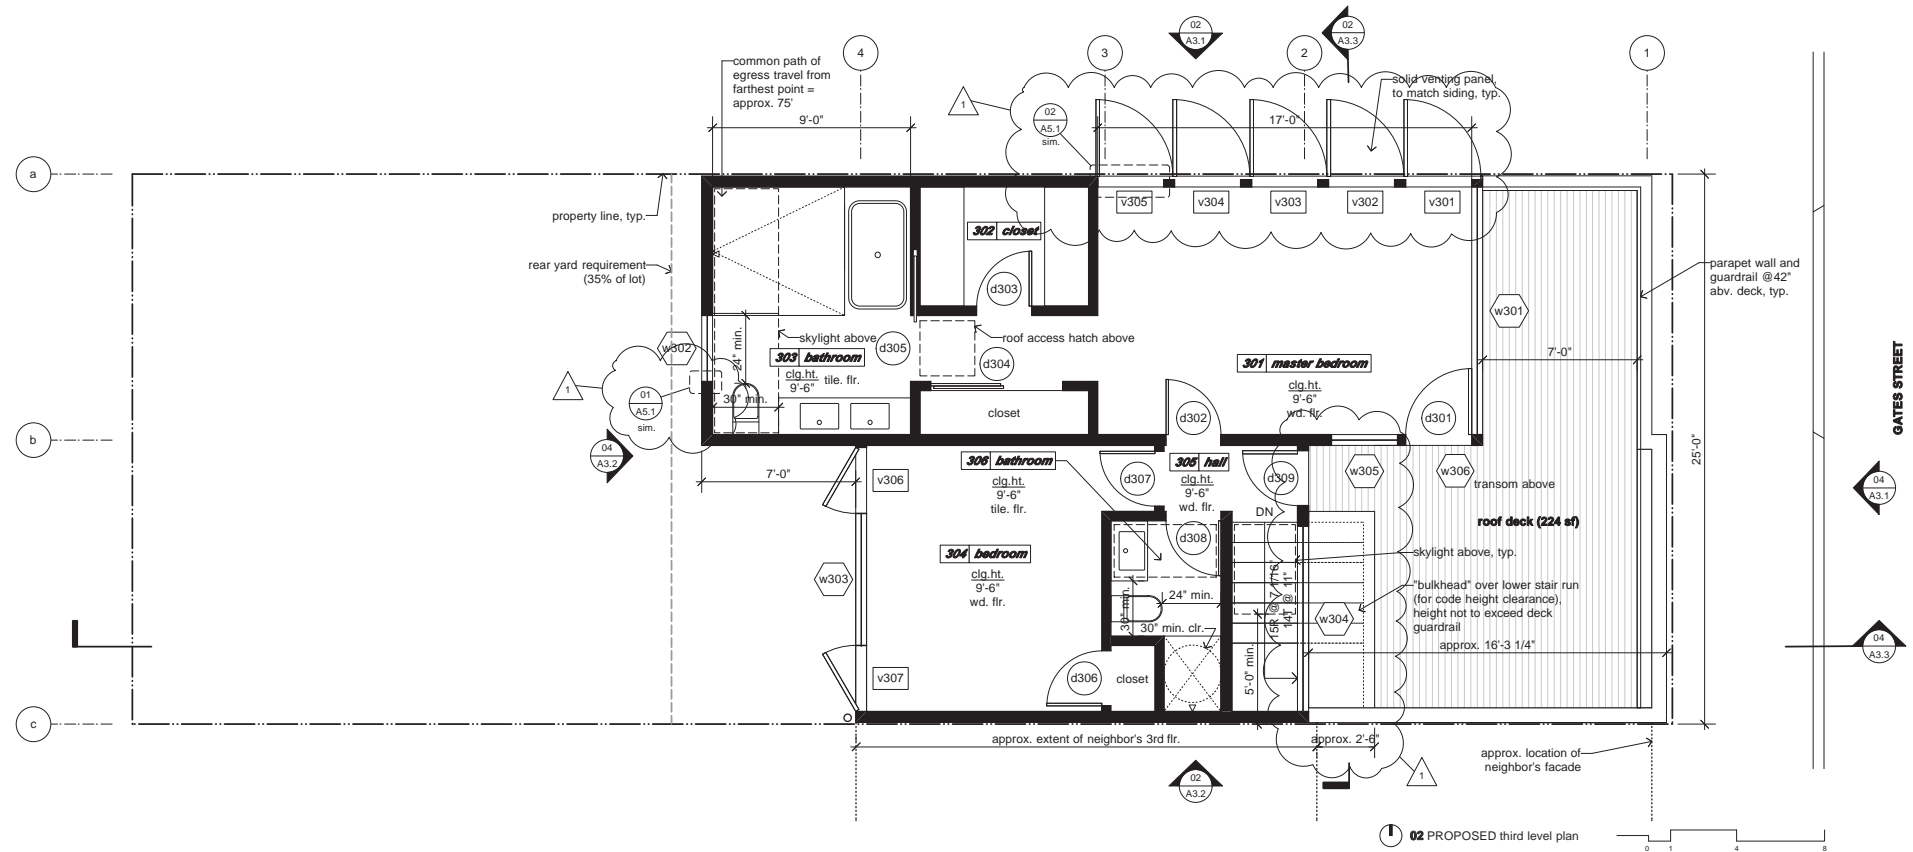 02
A3.1
02
A3.3
4
3
2
1
common path of
egress travel from
farthest point =
approx. 75'
solid venting panel,
to match siding, typ.
1
02
A5.1
sim.
9'-0"
17'-0"
a
property line, typ.
v305
v304
v303
v302
v301
302 closet
rear yard requirement
(35% of lot)
parapet wall and
guardrail @42"
abv. deck, typ.
d303
w301
w302
24" min.
skylight above
d305
roof access hatch above
303 bathroom
clg.ht.
9'-6"
tile. flr.
d304
301 master bedroom
clg.ht.
9'-6"
wd. flr.
7'-0"
GATES STREET
1
01
A5.1
sim.
30" min.
closet
d302
d301
b
25'-0"
04
A3.2
7'-0"
306 bathroom
clg.ht.
9'-6"
tile. flr.
305 hall
clg.ht.
9'-6"
wd. flr.
v306
d307
d309
w305
w306
transom above
04
A3.1
DN
roof deck (224 sf)
304 bedroom
clg.ht.
9'-6"
wd. flr.
d308
skylight above, typ.
w303
15R @ 7 1/16"
14T @ 11"
"bulkhead" over lower stair run
(for code height clearance),
height not to exceed deck
guardrail
30" min.
24" min.
w304
30" min. clr.
approx. 16'-3 1/4"
04
A3.3
v307
d306
closet
5'-0" min.
c
approx. extent of neighbor's 3rd flr.
approx. 2'-6"
approx. location of
neighbor's facade
02
A3.2
1
02 PROPOSED third level plan
0 1 4 8